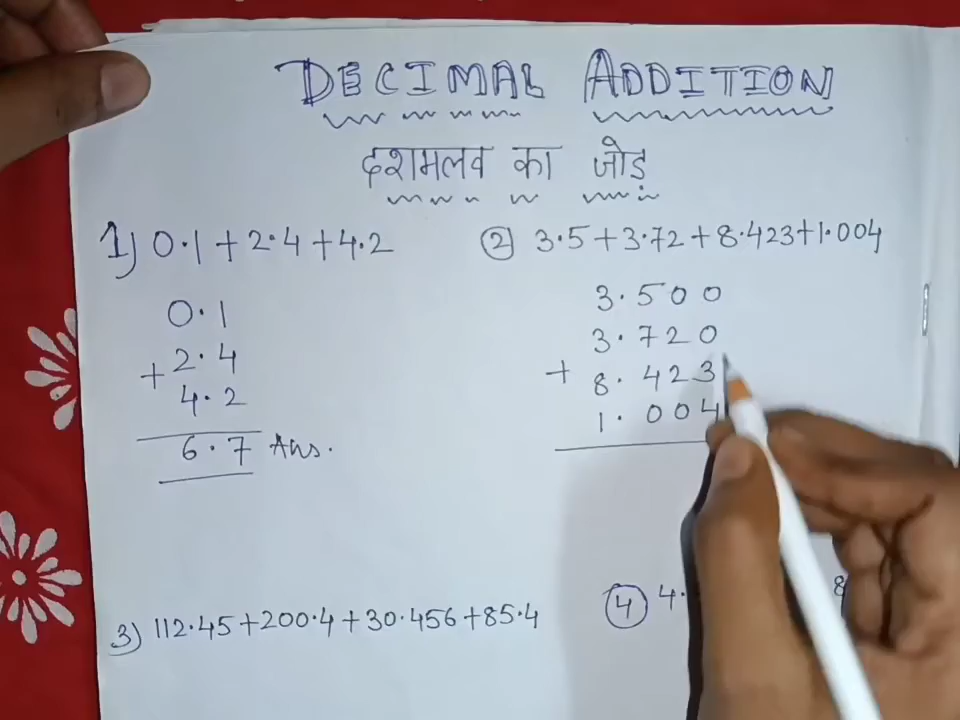 DECIMAL ADDITION
दशमलव का जोड़
1) 0.1+2.4+4.2
0.1
+ 2.4
4.2
6.7 Ans.
② 3.5+3.72+8.423+1.004
3.500
3.720
+ 8.423
1.004
3) 112.45+200.4+30.456+85.4
④ 4. 8